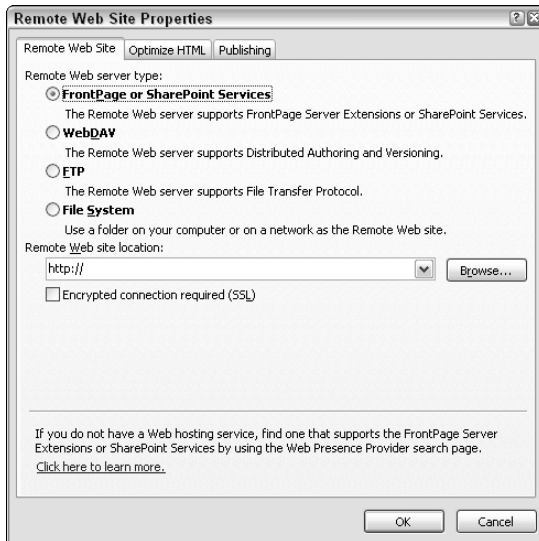 Remote Web Site Properties
Remote Web Site
Optimize HTML
Publishing
Remote Web server type:
FrontPage or SharePoint Services
The Remote Web server supports FrontPage Server Extensions or SharePoint Services.
WebDAV
The Remote Web server supports Distributed Authoring and Versioning.
FTP
The Remote Web server supports File Transfer Protocol.
File System
Use a folder on your computer or on a network as the Remote Web site.
Remote Web site location:
http://
Browse...
Encrypted connection required (SSL)
If you do not have a Web hosting service, find one that supports the FrontPage Server
Extensions or SharePoint Services by using the Web Presence Provider search page.
Click here to learn more.
OK
Cancel